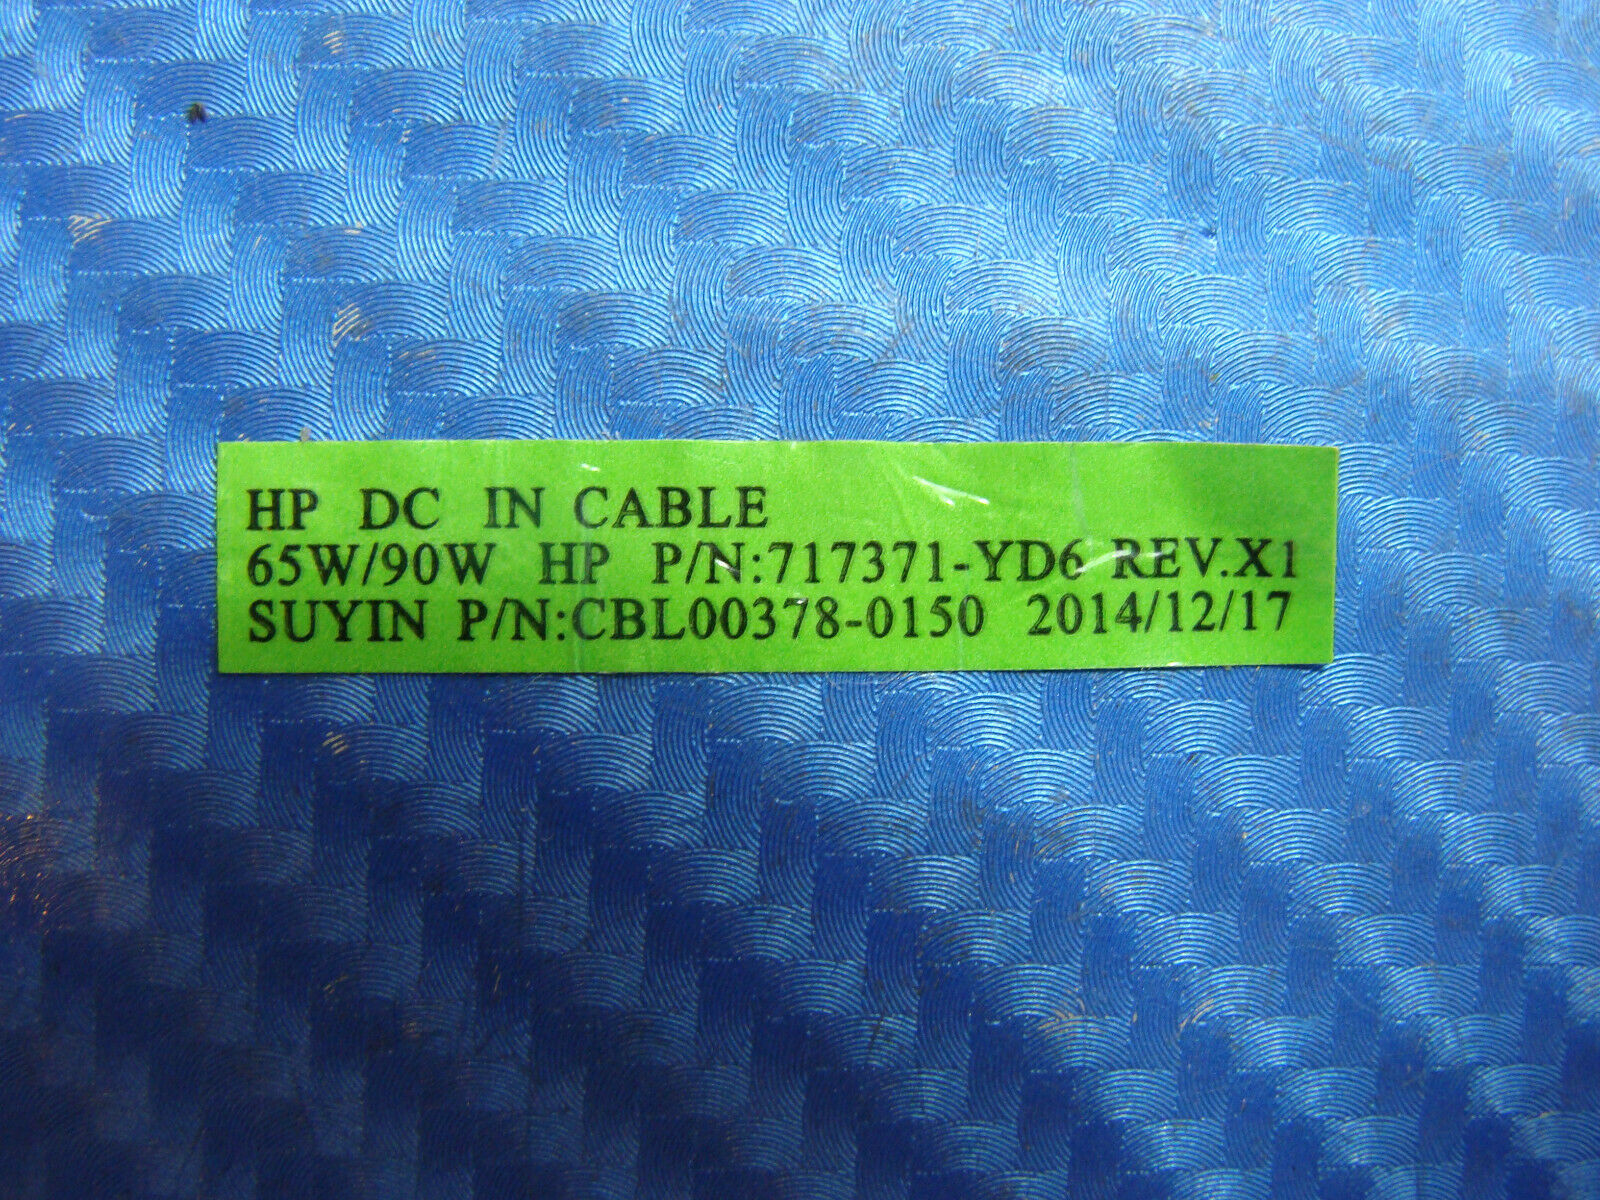 HP DC IN CABLE
65W/90W HP P/N:717371-YD6 REV.X1
SUYIN P/N:CBL00378-0150 2014/12/17